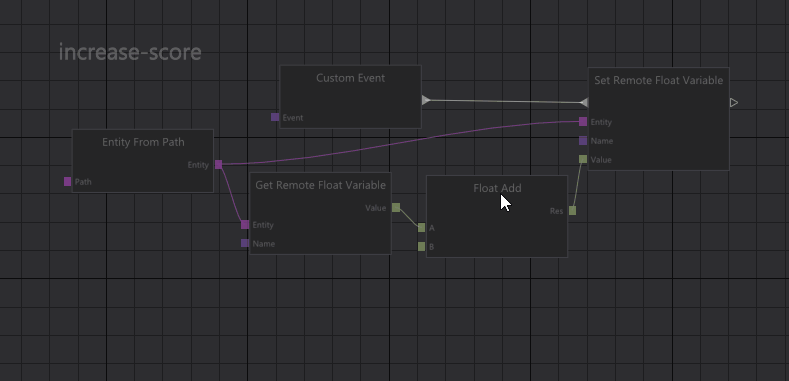 increase-score
Custom Event
Event
Set Remote Float Variable
Entity
Name
Value
Entity From Path
Entity
Path
Get Remote Float Variable
Value
Entity
Name
Float Add
Res
A
B